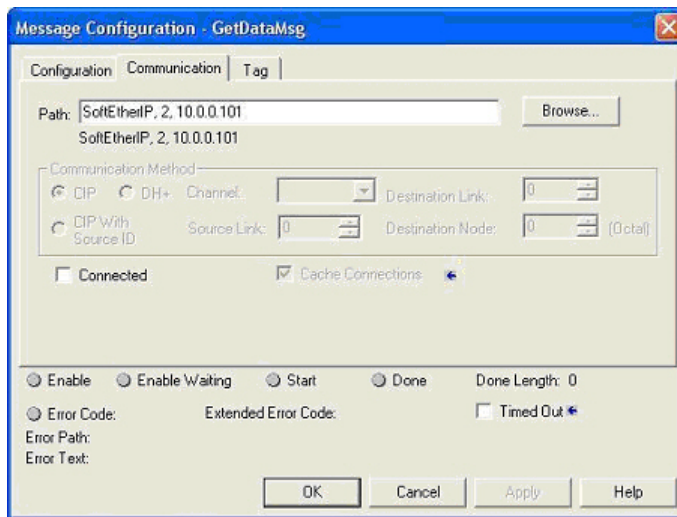 Message Configuration - GetDataMsg
Configuration Communication Tag
Path: SoftEtherIP, 2, 10.0.0.101 Browse...
SoftEtherIP, 2, 10.0.0.101
Communication Method
CIP DH+ Channel: Destination Link: 0
CIP With Source ID Source Link: 0 Destination Node: 0 (Octal)
Connected Cache Connections
Enable Enable Waiting Start Done Done Length: 0
Error Code: Extended Error Code: Timed Out
Error Path:
Error Text:
OK Cancel Apply Help